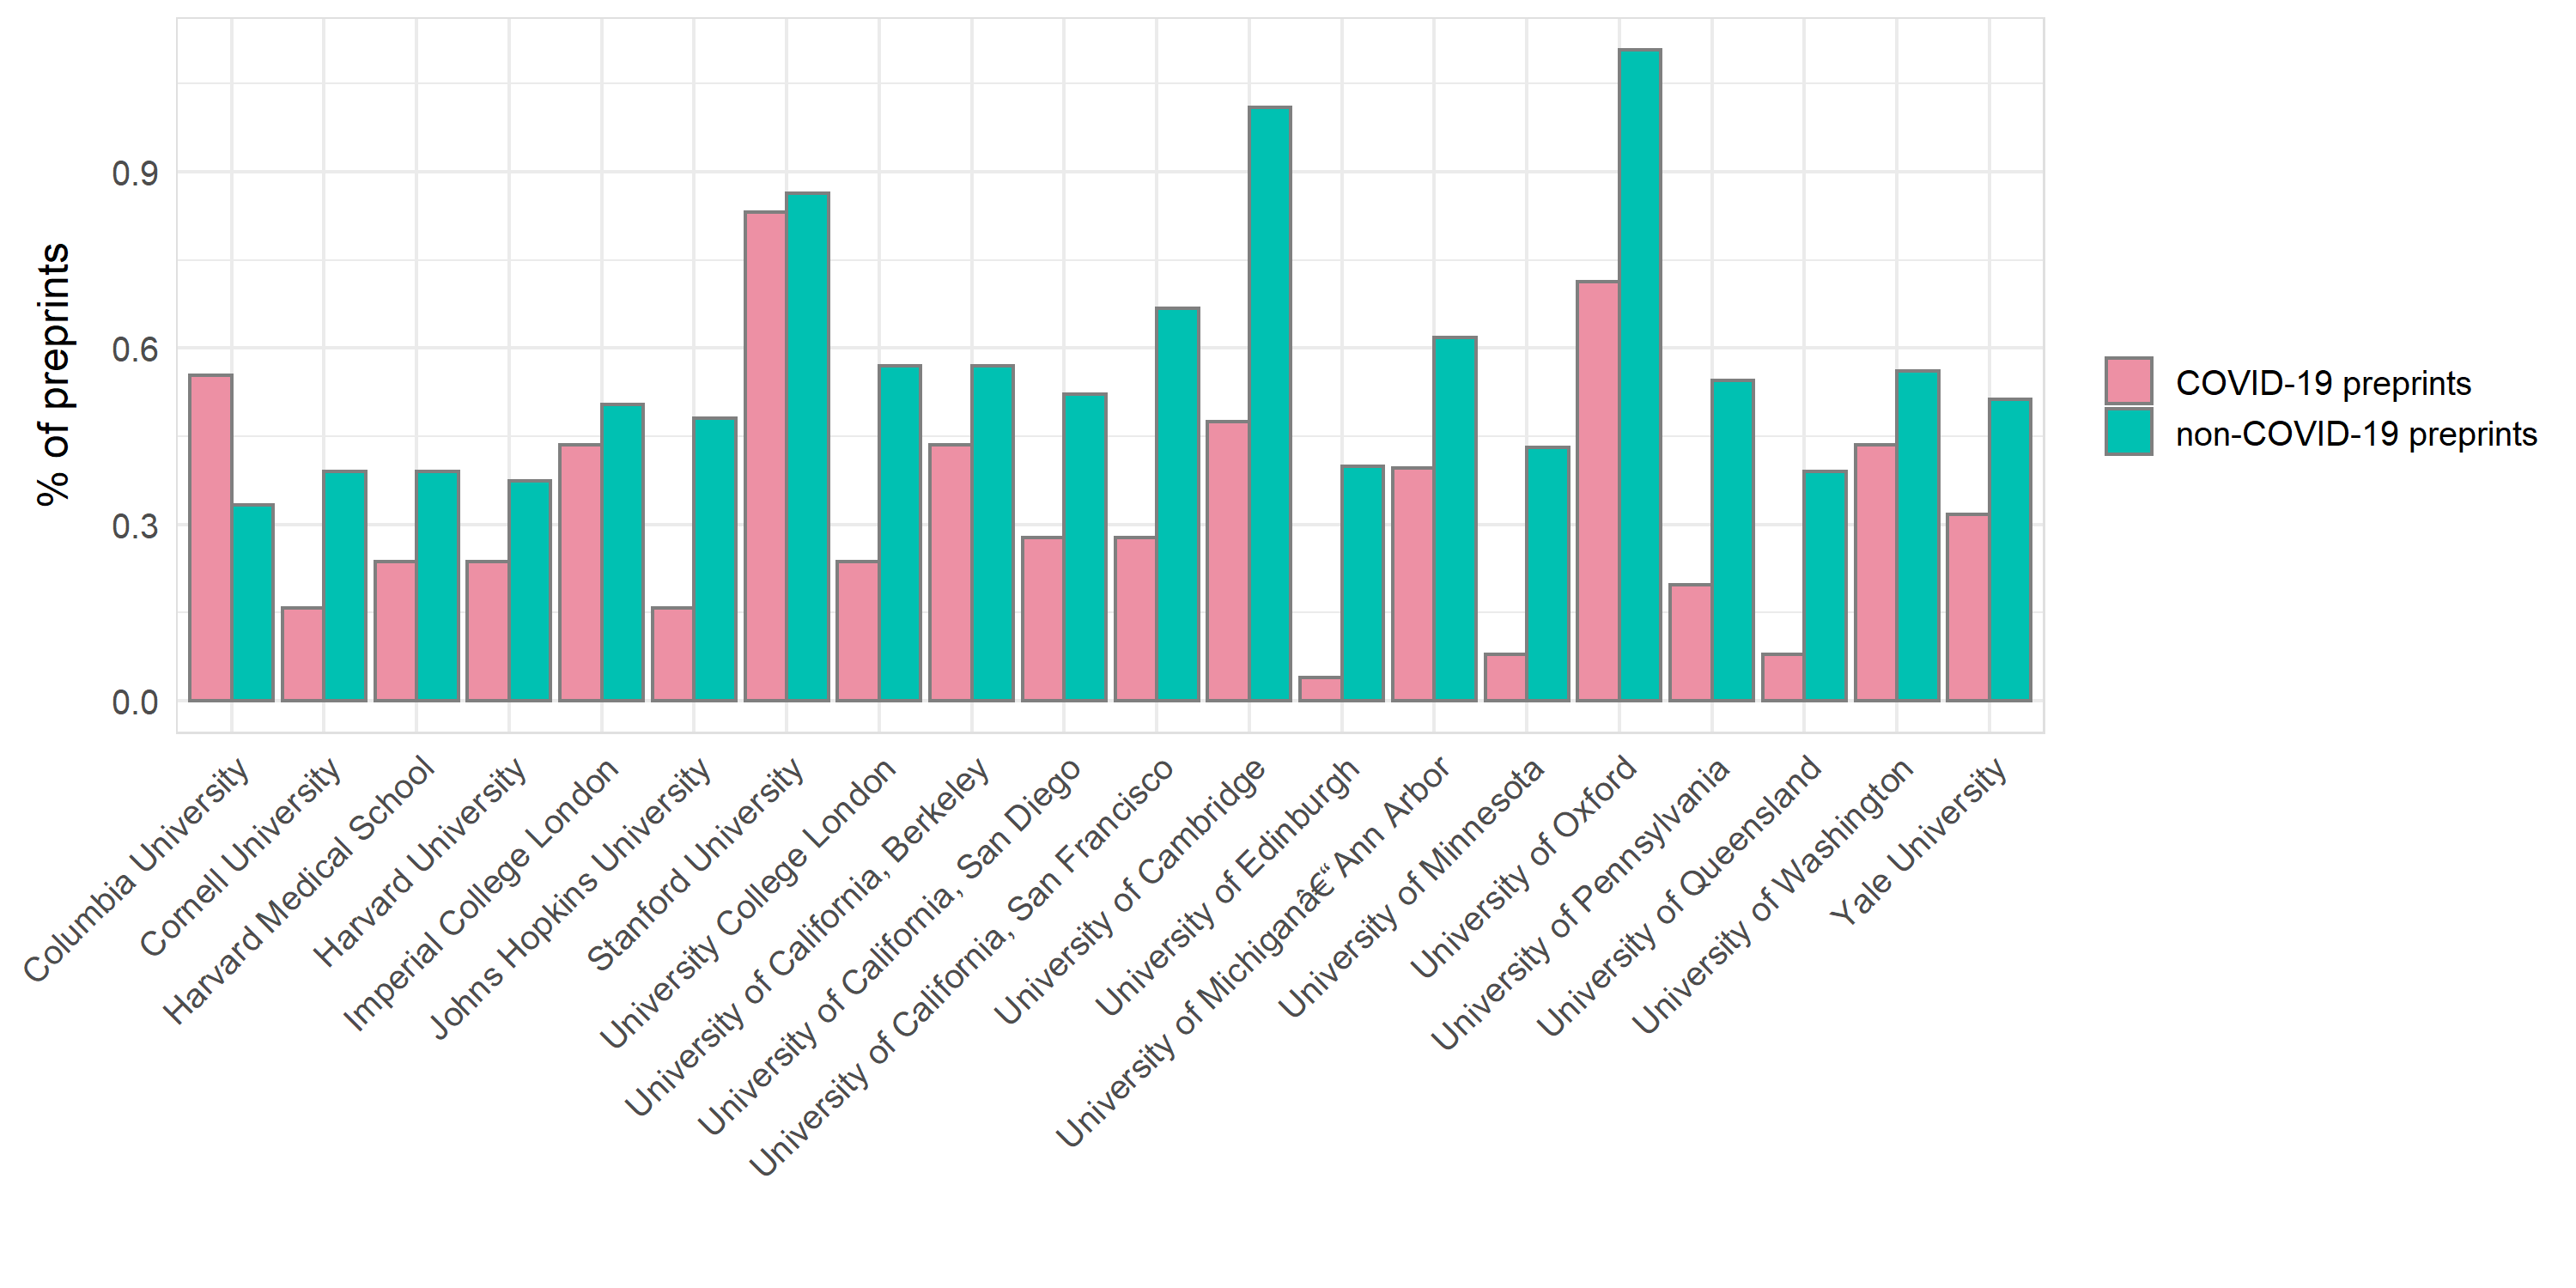 % of preprints
0.9
0.6
0.3
0.0
Columbia University
Cornell University
Harvard Medical School
Harvard University
Imperial College London
Johns Hopkins University
Stanford University
University College London
University of California, Berkeley
University of California, San Diego
University of California, San Francisco
University of Cambridge
University of Edinburgh
University of Michiganâ€“Ann Arbor
University of Minnesota
University of Oxford
University of Pennsylvania
University of Queensland
University of Washington
Yale University
COVID-19 preprints
non-COVID-19 preprints